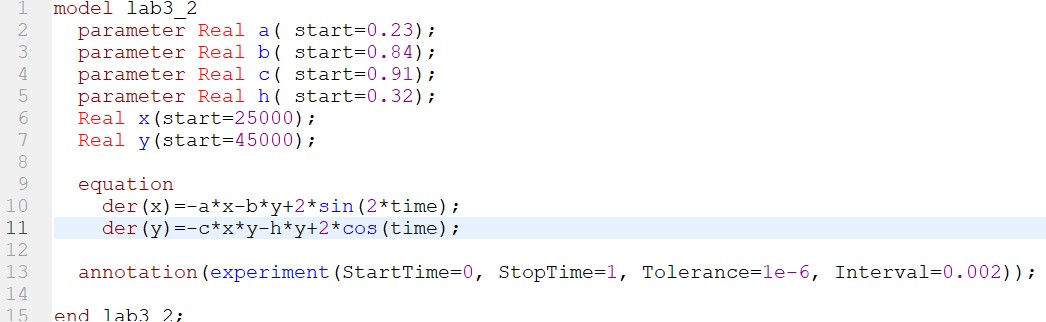 1 model lab3_2
2 parameter Real a( start=0.23);
3 parameter Real b( start=0.84);
4 parameter Real c( start=0.91);
5 parameter Real h( start=0.32);
6 Real x(start=25000);
7 Real y(start=45000);
8
9 equation
10 der(x)=-a*x-b*y+2*sin(2*time);
11 der(y)=-c*x*y-h*y+2*cos(time);
12
13 annotation(experiment(StartTime=0, StopTime=1, Tolerance=1e-6, Interval=0.002));
14
15 end lab3_2;